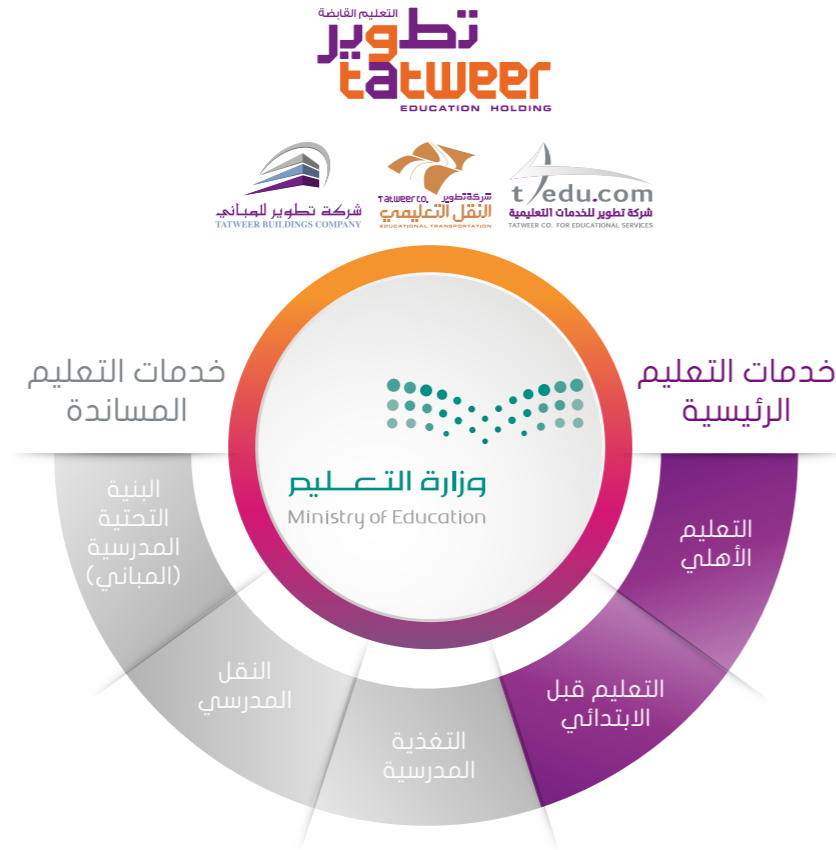 التعليم القابضة
تطوير
tatweer
EDUCATION HOLDING
t edu.com
شركة تطوير للخدمات التعليمية
TATWEER CO. FOR EDUCATIONAL SERVICES
Tatweer co. شركة تطوير
النقل التعليمي
EDUCATIONAL TRANSPORTATION
شركة تطوير للمباني
TATWEER BUILDINGS COMPANY
خدمات التعليم
الرئيسية
خدمات التعليم
المساندة
وزارة التعليم
Ministry of Education
التعليم
الأهلي
التعليم قبل
الابتدائي
التغذية
المدرسية
النقل
المدرسي
البنية
التحتية
المدرسية
(المباني)